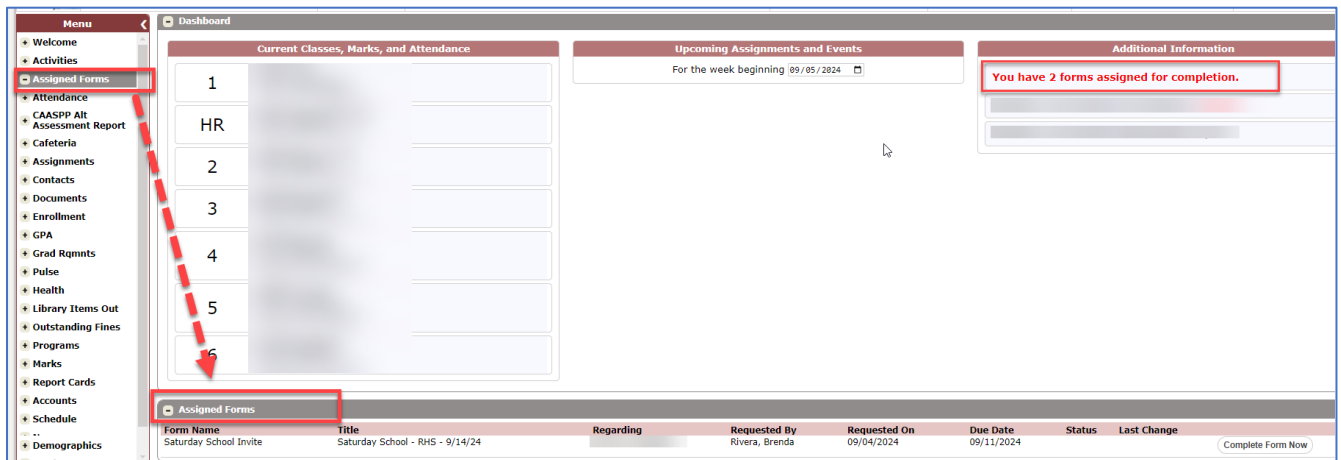 Menu
Welcome
Activities
Assigned Forms
Attendance
CAASPP Alt
Assessment Report
Cafeteria
Assignments
Contacts
Documents
Enrollment
GPA
Grad Rqmnts
Pulse
Health
Library Items Out
Outstanding Fines
Programs
Marks
Report Cards
Accounts
Schedule
Demographics
Dashboard
Current Classes, Marks, and Attendance
1
HR
2
3
4
5
6
Upcoming Assignments and Events
For the week beginning 09/05/2024
Additional Information
You have 2 forms assigned for completion.
Assigned Forms
Form Name Title Regarding Requested By Requested On Due Date Status Last Change
Saturday School Invite Saturday School - RHS - 9/14/24 Rivera, Brenda 09/04/2024 09/11/2024 Complete Form Now